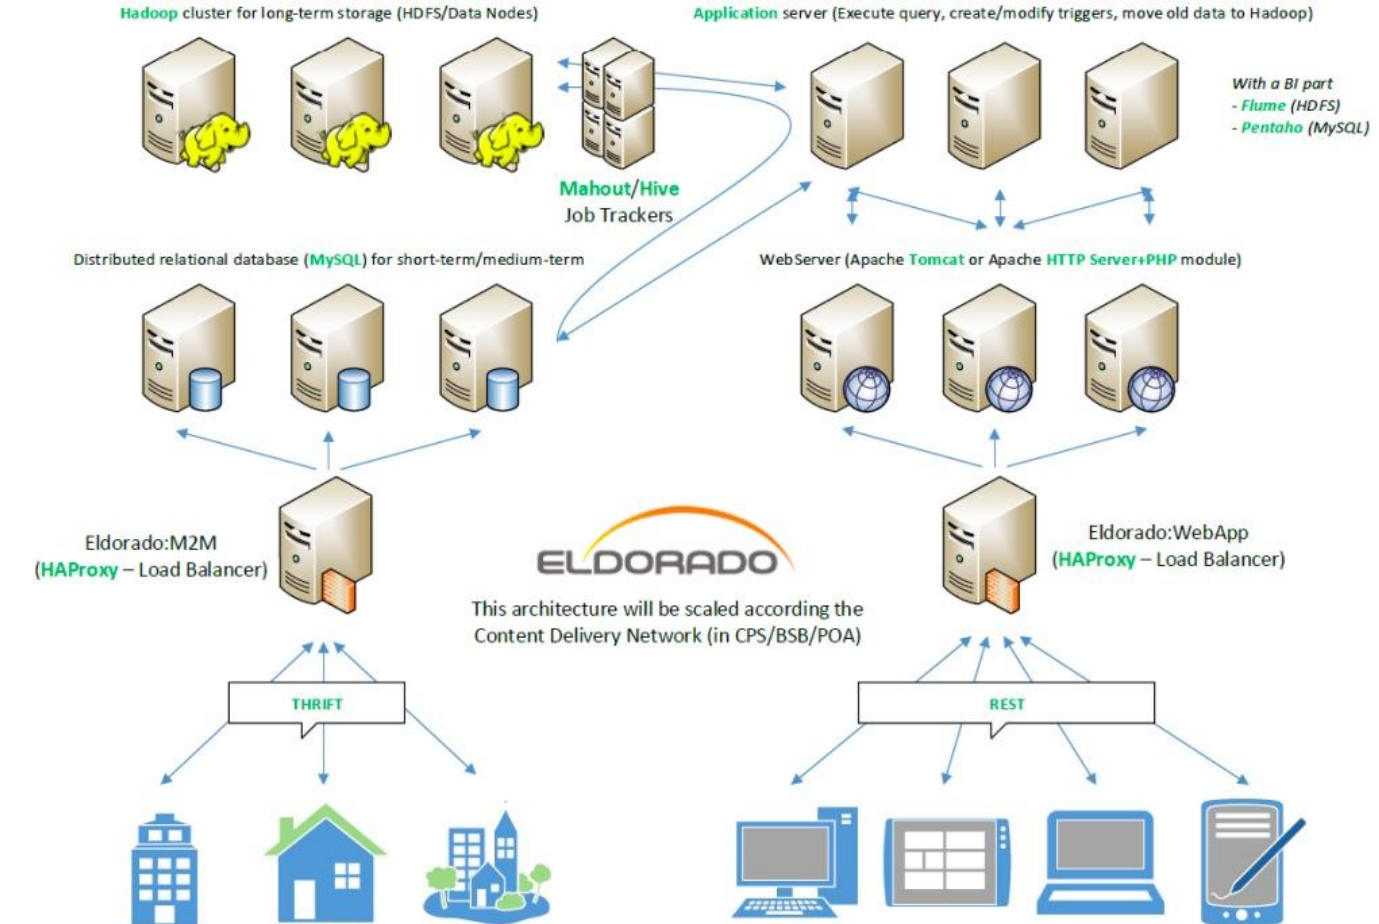 Hadoop cluster for long-term storage (HDFS/Data Nodes)
Application server (Execute query, create/modify triggers, move old data to Hadoop)
With a BI part
- Flume (HDFS)
- Pentaho (MySQL)
Mahout/Hive
Job Trackers
Distributed relational database (MySQL) for short-term/medium-term
WebServer (Apache Tomcat or Apache HTTP Server+PHP module)
Eldorado:M2M
(HAProxy – Load Balancer)
Eldorado:WebApp
(HAProxy – Load Balancer)
ELDORADO
This architecture will be scaled according the
Content Delivery Network (in CPS/BSB/POA)
THRIFT
REST